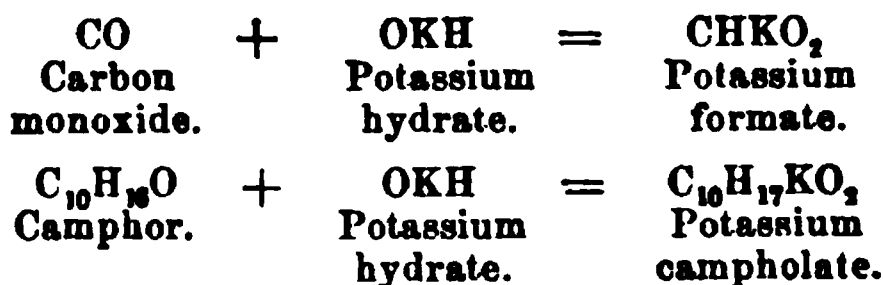 CO + OKH = CHKO₂
Carbon Potassium Potassium
monoxide. hydrate. formate.
C₁₀H₁₆O + OKH = C₁₀H₁₇KO₂
Camphor. Potassium Potassium
hydrate. campholate.